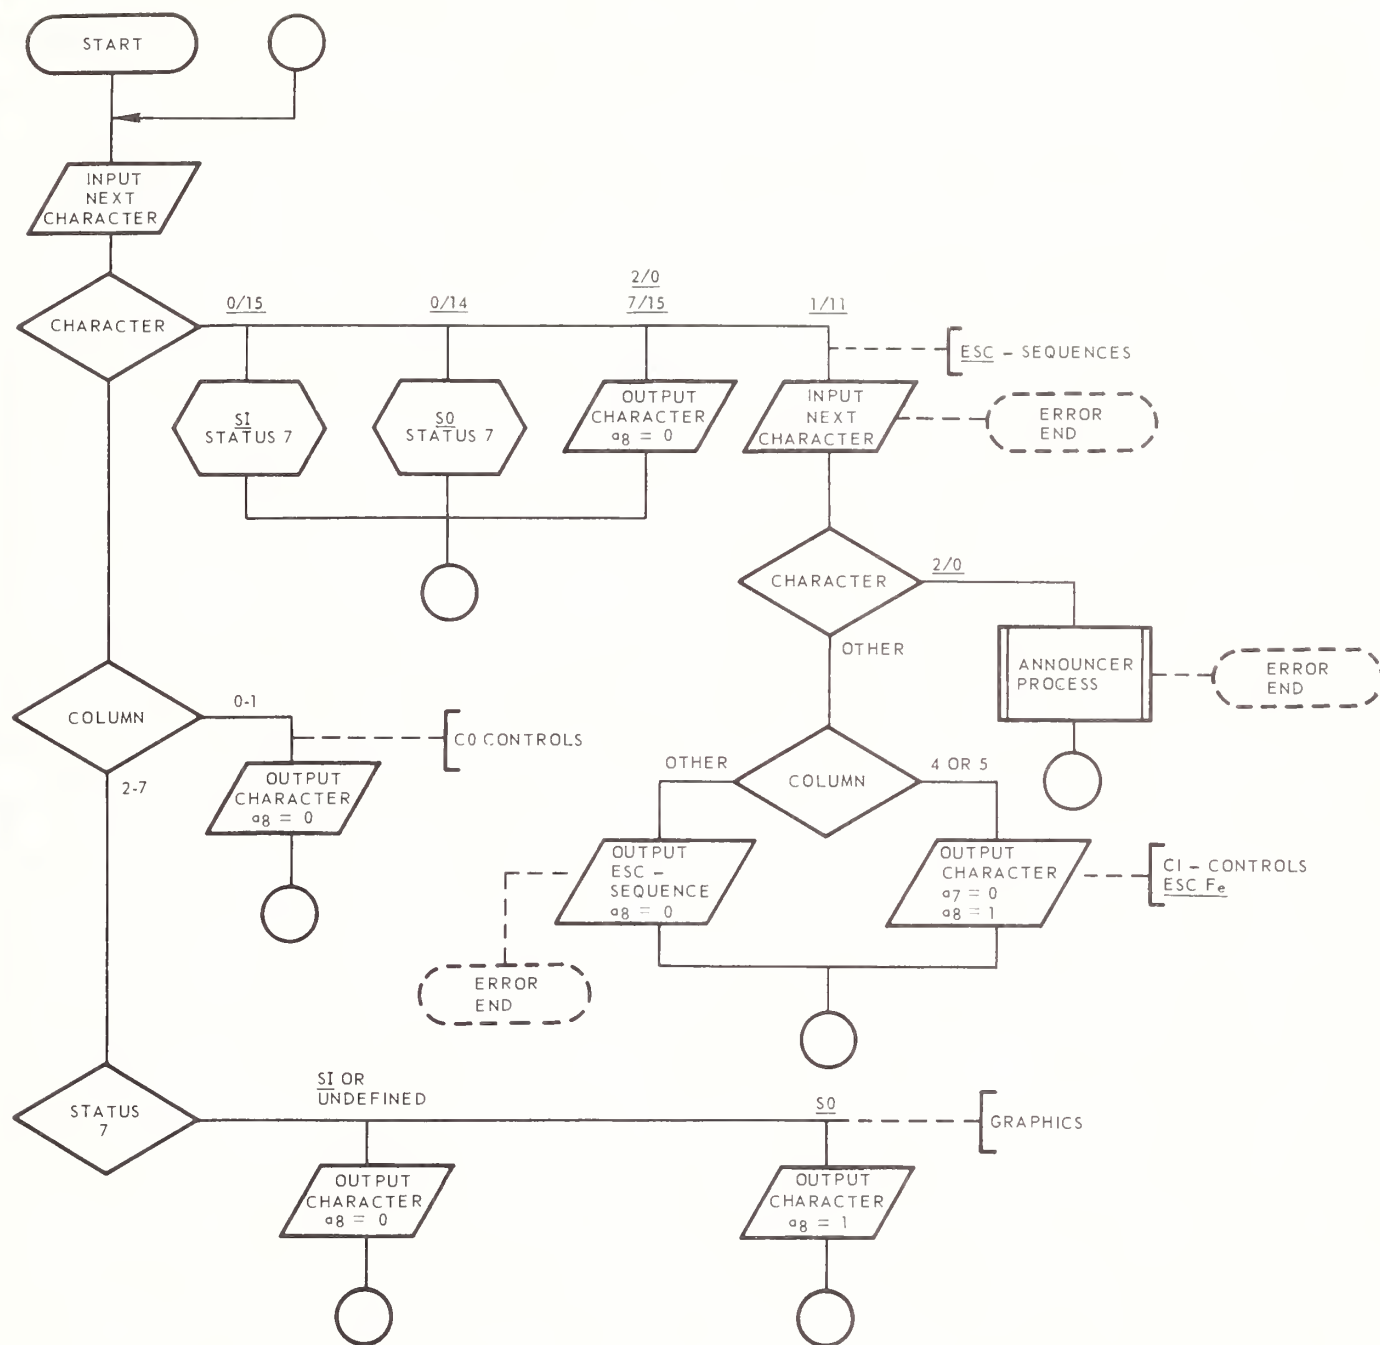 START
INPUT
NEXT
CHARACTER
CHARACTER
0/15
0/14
2/0
7/15
1/11
ESC - SEQUENCES
SI
STATUS 7
SO
STATUS 7
OUTPUT
CHARACTER
a8 = 0
INPUT
NEXT
CHARACTER
ERROR
END
CHARACTER
2/0
OTHER
ANNOUNCER
PROCESS
ERROR
END
COLUMN
0-1
2-7
C0 CONTROLS
OUTPUT
CHARACTER
a8 = 0
OTHER
COLUMN
4 OR 5
OUTPUT
ESC -
SEQUENCE
a8 = 0
OUTPUT
CHARACTER
a7 = 0
a8 = 1
CI - CONTROLS
ESC Fe
ERROR
END
STATUS
7
SI OR
UNDEFINED
SO
GRAPHICS
OUTPUT
CHARACTER
a8 = 0
OUTPUT
CHARACTER
a8 = 1